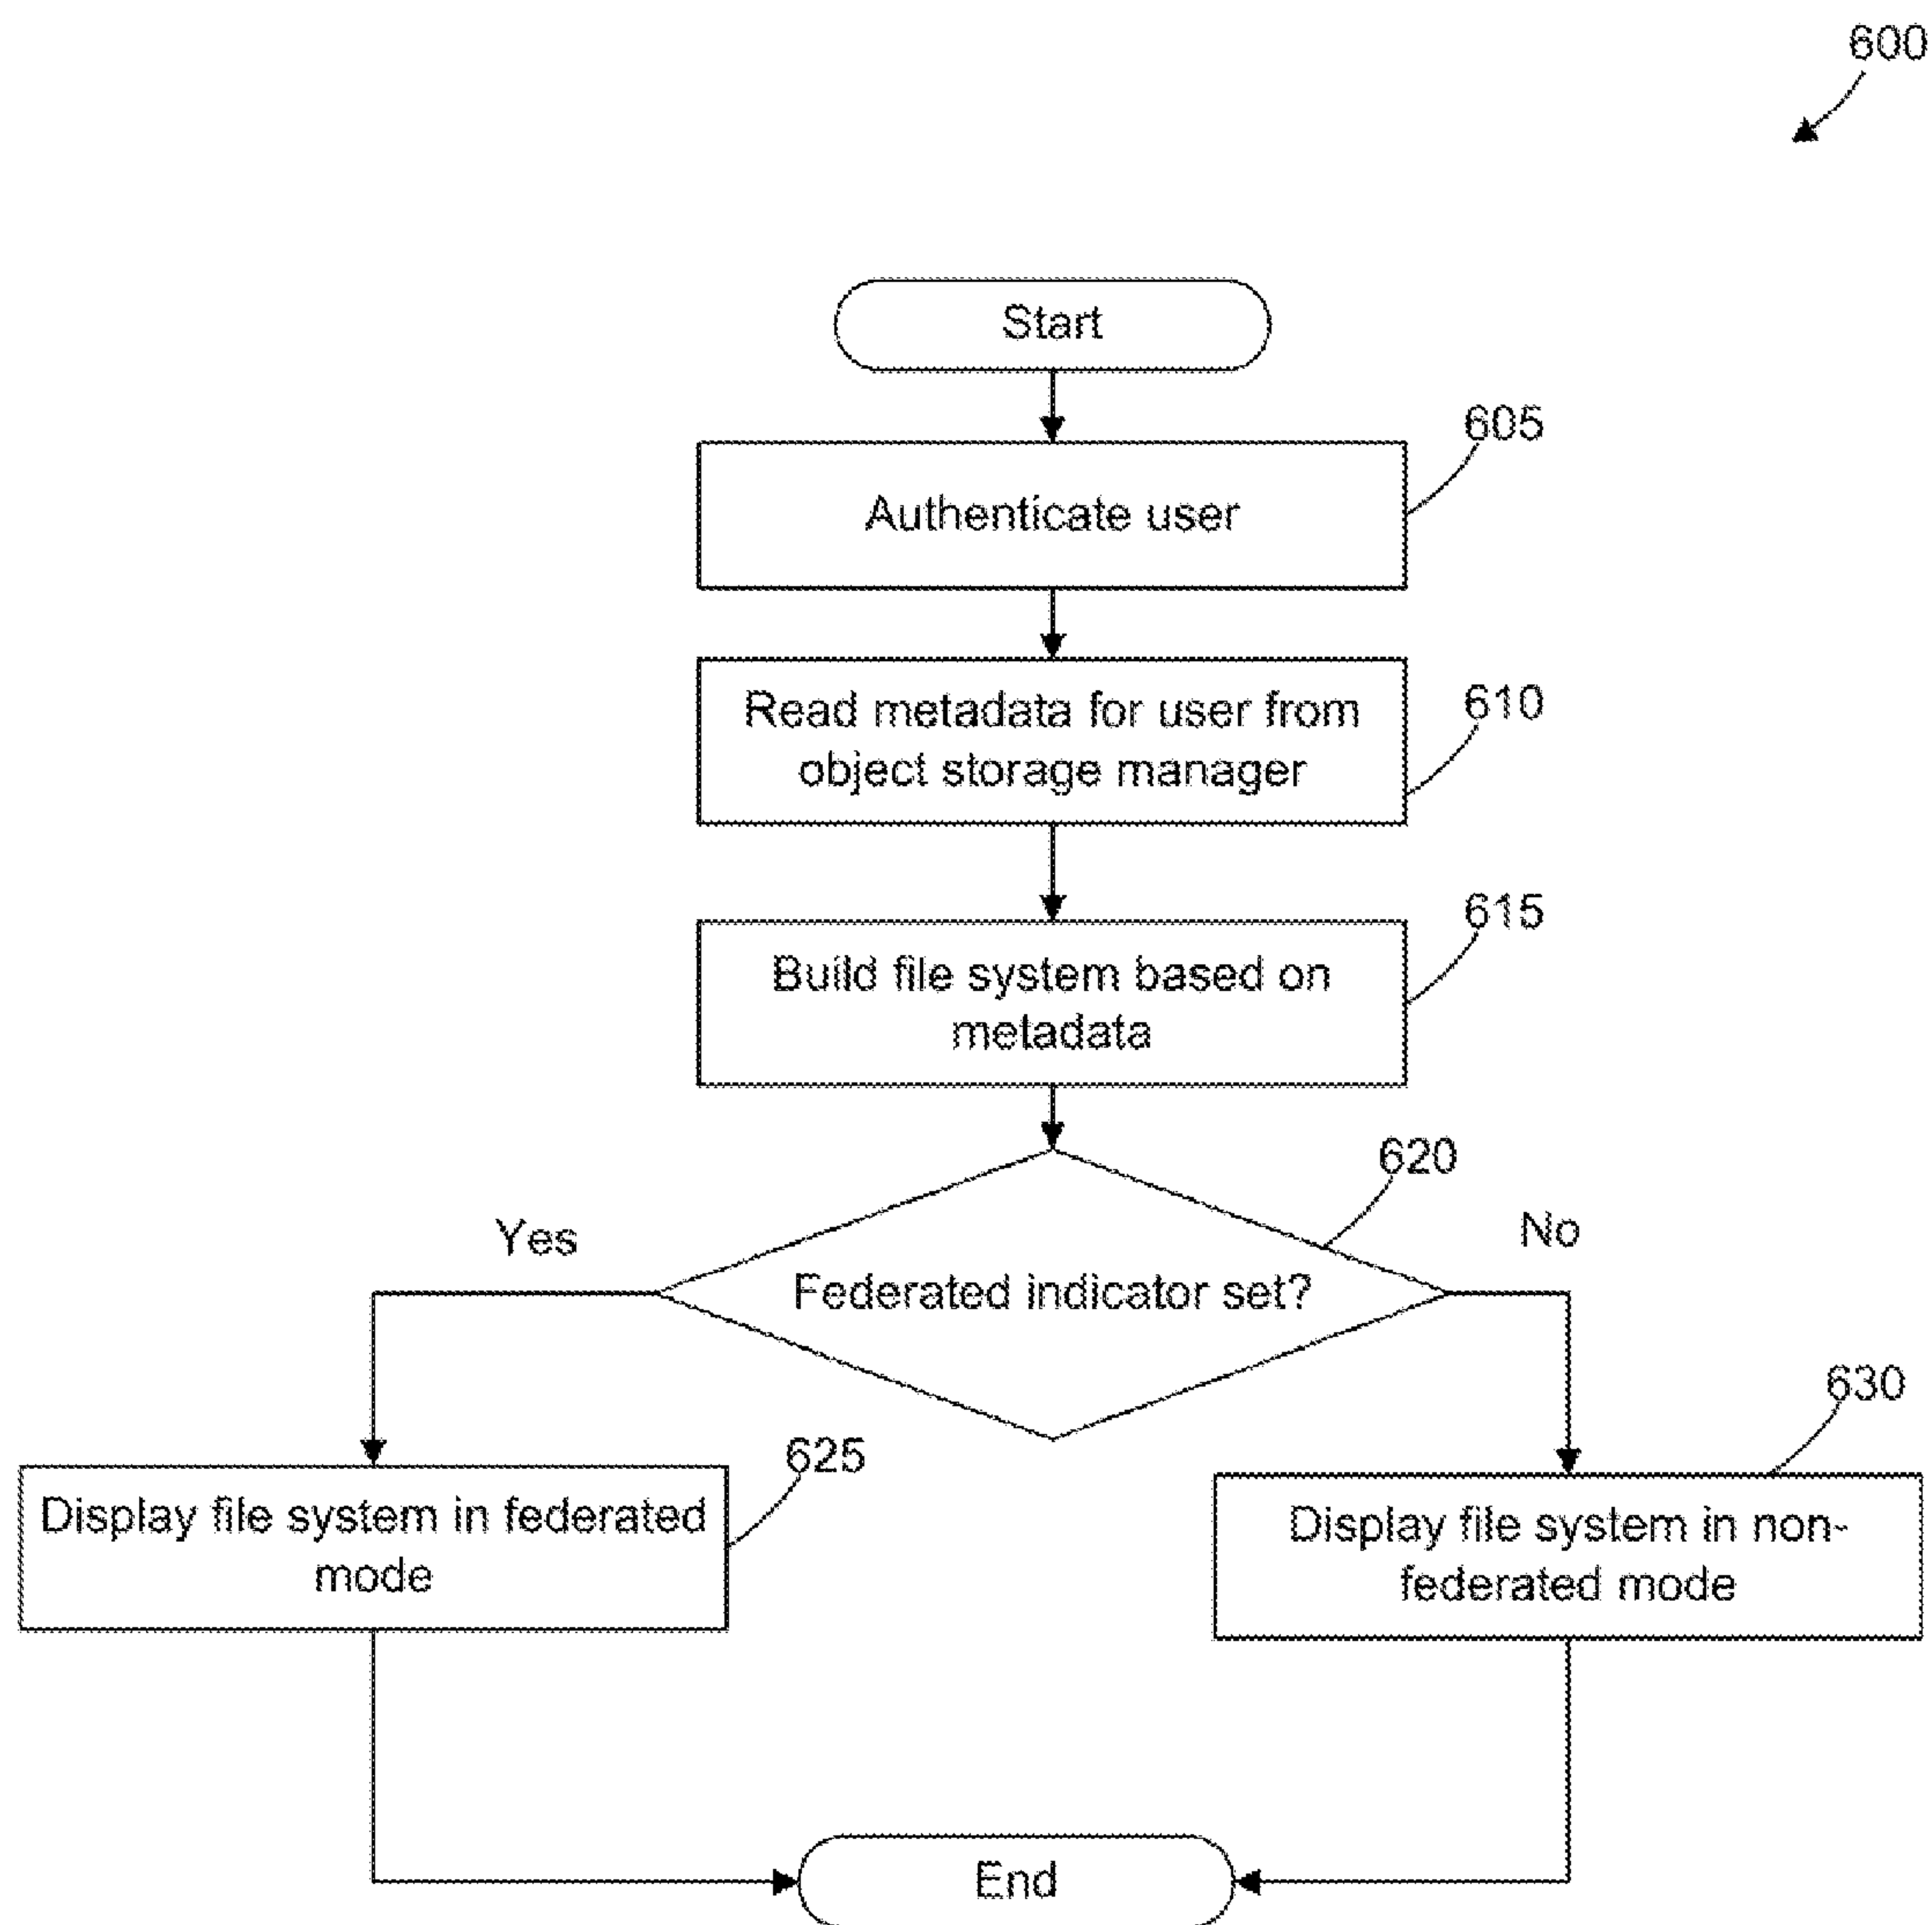 600
Start
605
Authenticate user
610
Read metadata for user from
object storage manager
615
Build file system based on
metadata
620
Yes
No
Federated indicator set?
630
625
Display file system in federated
mode
Display file system in non-
federated mode
End